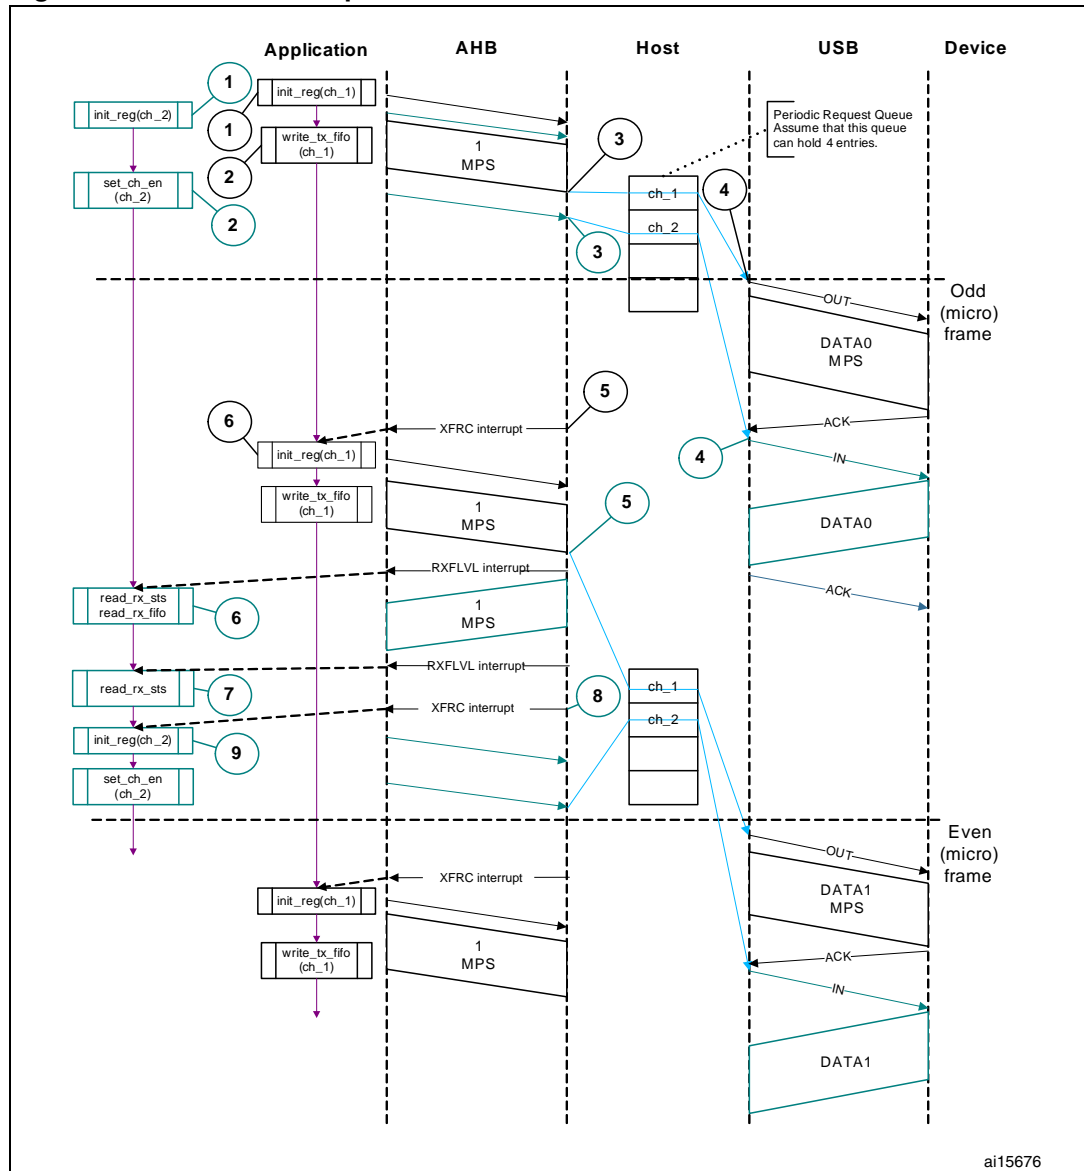 Application
AHB
Host
USB
Device
1
init_reg(ch_2)
init_reg(ch_1)
1
write_tx_fifo
(ch_1)
2
set_ch_en
(ch_2)
2
1
MPS
3
3
Periodic Request Queue
Assume that this queue
can hold 4 entries.
4
ch_1
ch_2
Odd
(micro)
frame
OUT
DATA0
MPS
ACK
5
XFRC interrupt
6
init_reg(ch_1)
write_tx_fifo
(ch_1)
1
MPS
4
IN
DATA0
ACK
5
RXFLVL interrupt
read_rx_sts
read_rx_fifo
6
1
MPS
RXFLVL interrupt
read_rx_sts
7
XFRC interrupt
8
init_reg(ch_2)
9
set_ch_en
(ch_2)
ch_1
ch_2
Even
(micro)
frame
OUT
DATA1
MPS
ACK
XFRC interrupt
init_reg(ch_1)
write_tx_fifo
(ch_1)
1
MPS
IN
DATA1
ai15676